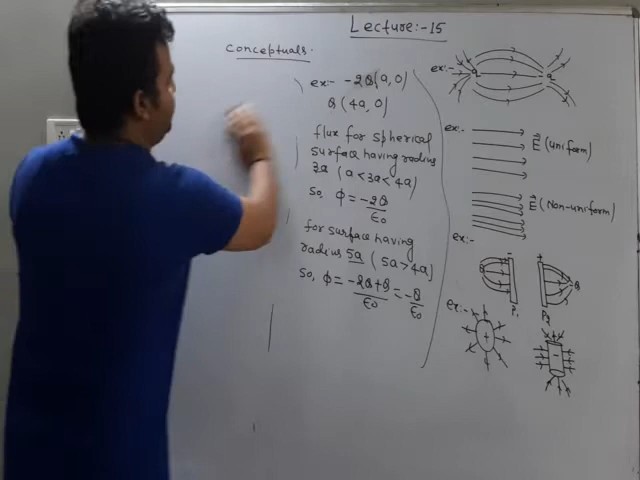 Lecture:-15
conceptuals.
ex:- -2Q(a,0)
Q(4a,0)
flux for spherical
surface having radius
3a (a<3a<4a)
so, ϕ = -2Q/ε₀
for surface having
radius 5a (5a>4a]
so, ϕ = -2Q+Q/ε₀ = -Q/ε₀
ex:-
ex:-
E⃗ (uniform)
E⃗ (Non-uniform)
ex:-
- +
P₁ P₂
ex:-
+ -